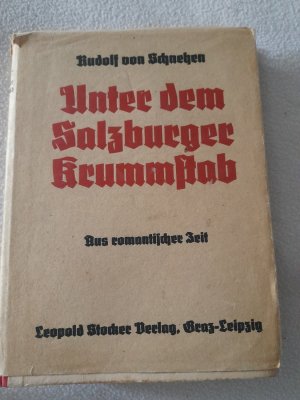 Rudolf von Schnehen
Unter dem
Salzburger
Krummstab
Aus romantischer Zeit
Leopold Stocker Verlag, Graz-Leipzig